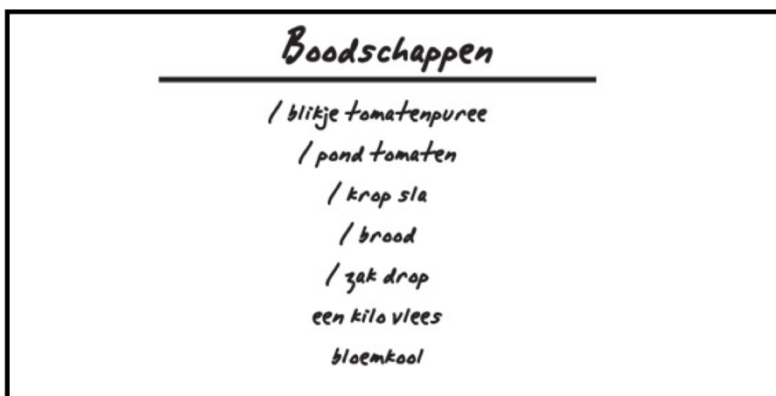 Boodschappen
1 blikje tomatenpuree
1 pond tomaten
1 krop sla
1 brood
1 zak drop
een kilo vlees
bloemkool